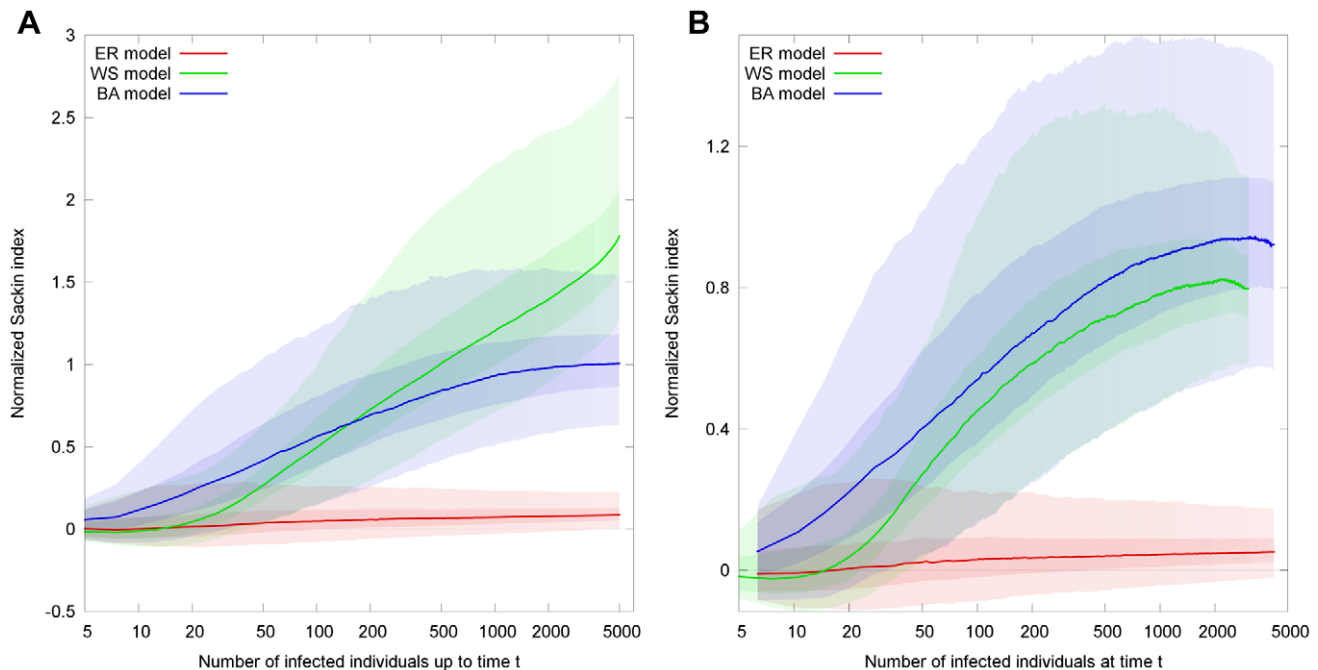 A
ER model
WS model
BA model
3
2.5
2
1.5
1
0.5
0
-0.5
Normalized Sackin index
5 10 20 50 100 200 500 1000 2000 5000
Number of infected individuals up to time t
B
ER model
WS model
BA model
1.2
0.8
0.4
0
Normalized Sackin index
5 10 20 50 100 200 500 1000 2000 5000
Number of infected individuals at time t